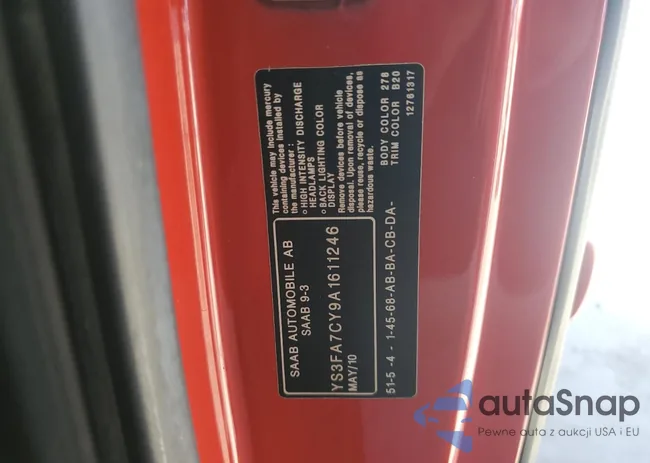 This vehicle may include mercury
containing devices installed by
the manufacturer :
○ HIGH INTENSITY DISCHARGE
HEADLAMPS
○ BACK LIGHTING COLOR
DISPLAY
Remove devices before vehicle
disposal. Upon removal of devices,
please reuse, recycle or dispose as
hazardous waste.
SAAB AUTOMOBILE AB
SAAB 9-3
YS3FA7CY9A1611246
MAY/10
51-5 -4 - 1-45-68-AB-BA-CB-DA-
BODY COLOR 278
TRIM COLOR B20
12761317
autoSnap
Pewne auta z aukcji USA i EU